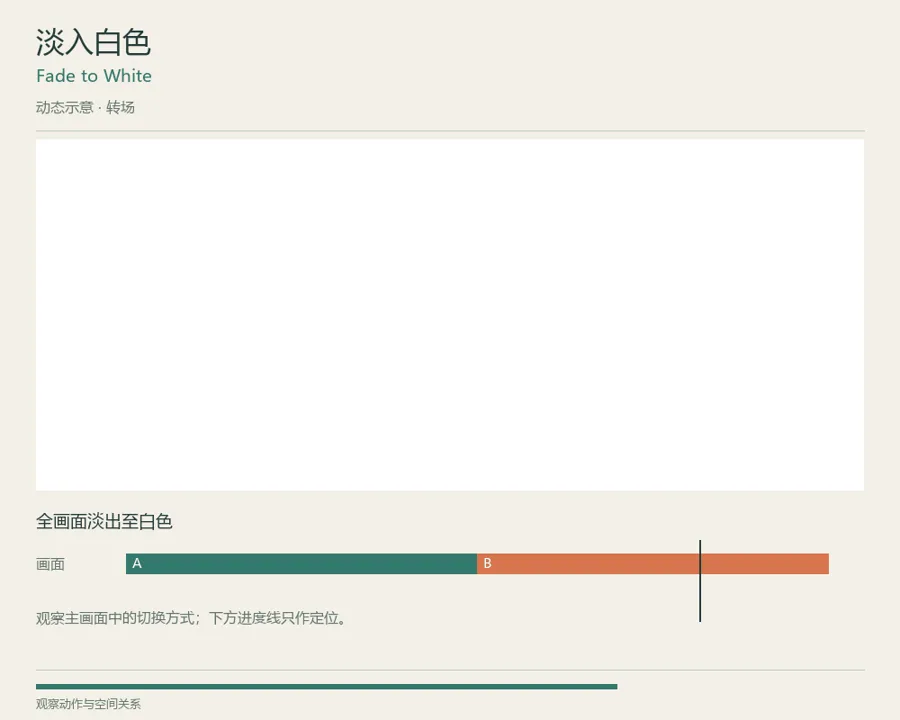 淡入白色
Fade to White
动态示意 · 转场
全画面淡出至白色
画面 A B
观察主画面中的切换方式；下方进度线只作定位。
观察动作与空间关系